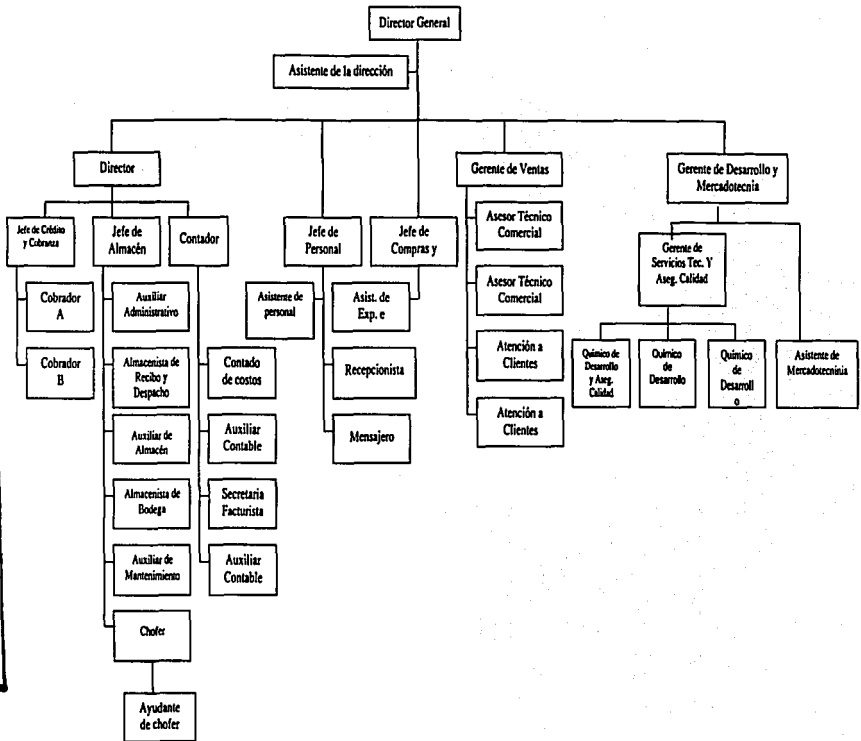 Director General
Asistente de la dirección
Director
Gerente de Ventas
Gerente de Desarrollo y
Mercadotecnia
Jefe de Crédito
y Cobranza
Jefe de
Almacén
Contador
Jefe de
Personal
Jefe de
Compras y
Asesor Técnico
Comercial
Gerente de
Servicios Tec. Y
Aseg. Calidad
Cobrador
A
Auxiliar
Administrativo
Asistente de
personal
Asist. de
Exp. e
Asesor Técnico
Comercial
Cobrador
B
Almacenista de
Recibo y
Despacho
Contado
de costos
Recepcionista
Atención a
Clientes
Químico de
Desarrollo
y Aseg.
Calidad
Químico
de
Desarrollo
Químico
de
Desarroll
o
Asistente de
Mercadotecninia
Auxiliar de
Almacén
Auxiliar
Contable
Mensajero
Atención a
Clientes
Almacenista de
Bodega
Secretaria
Facturista
Auxiliar de
Mantenimiento
Auxiliar
Contable
Chofer
Ayudante
de chofer